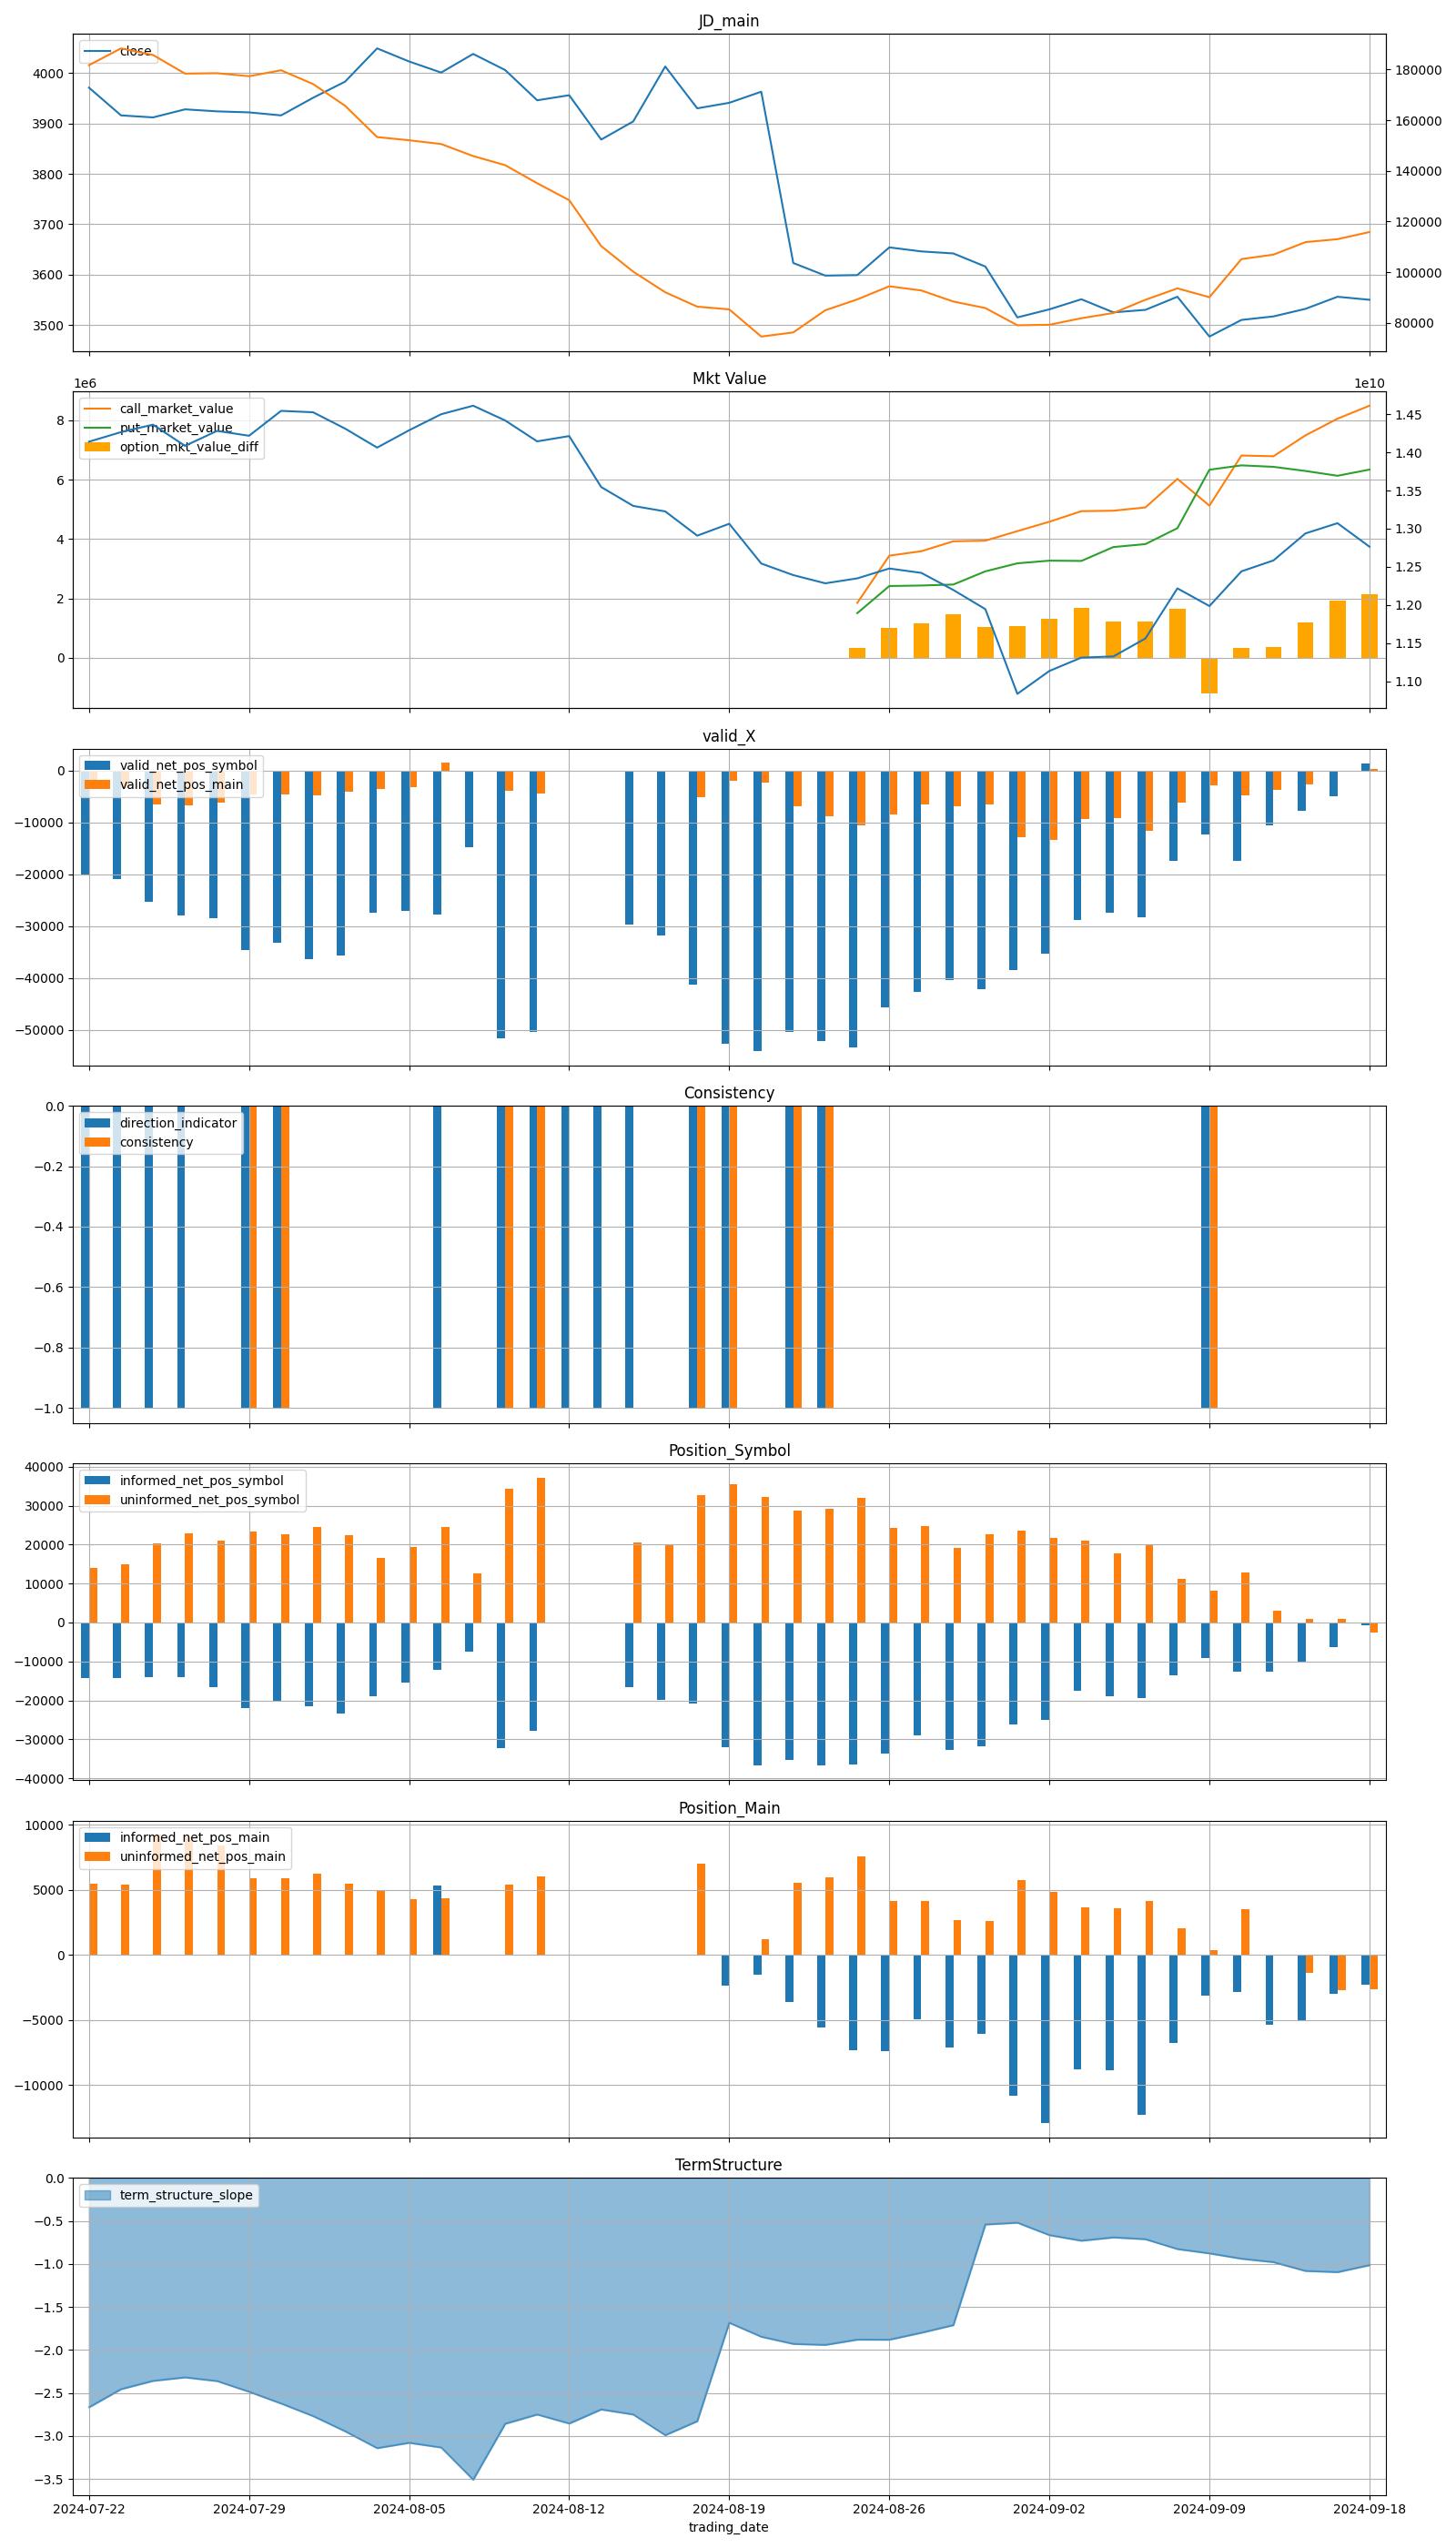 JD_main
close
4000
3900
3800
3700
3600
3500
180000
160000
140000
120000
100000
80000
Mkt Value
1e6
1e10
call_market_value
put_market_value
option_mkt_value_diff
8
6
4
2
0
1.45
1.40
1.35
1.30
1.25
1.20
1.15
1.10
valid_X
valid_net_pos_symbol
valid_net_pos_main
0
−10000
−20000
−30000
−40000
−50000
Consistency
direction_indicator
consistency
0.0
−0.2
−0.4
−0.6
−0.8
−1.0
Position_Symbol
informed_net_pos_symbol
uninformed_net_pos_symbol
40000
30000
20000
10000
0
−10000
−20000
−30000
−40000
Position_Main
informed_net_pos_main
uninformed_net_pos_main
10000
5000
0
−5000
−10000
TermStructure
term_structure_slope
0.0
−0.5
−1.0
−1.5
−2.0
−2.5
−3.0
−3.5
2024-07-22 2024-07-29 2024-08-05 2024-08-12 2024-08-19 2024-08-26 2024-09-02 2024-09-09 2024-09-18
trading_date